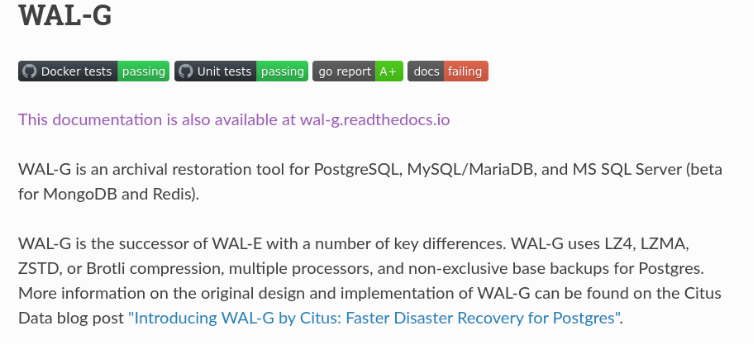 WAL-G
Docker tests passing Unit tests passing go report A+ docs failing
This documentation is also available at wal-g.readthedocs.io
WAL-G is an archival restoration tool for PostgreSQL, MySQL/MariaDB, and MS SQL Server (beta
for MongoDB and Redis).
WAL-G is the successor of WAL-E with a number of key differences. WAL-G uses LZ4, LZMA,
ZSTD, or Brotli compression, multiple processors, and non-exclusive base backups for Postgres.
More information on the original design and implementation of WAL-G can be found on the Citus
Data blog post "Introducing WAL-G by Citus: Faster Disaster Recovery for Postgres".